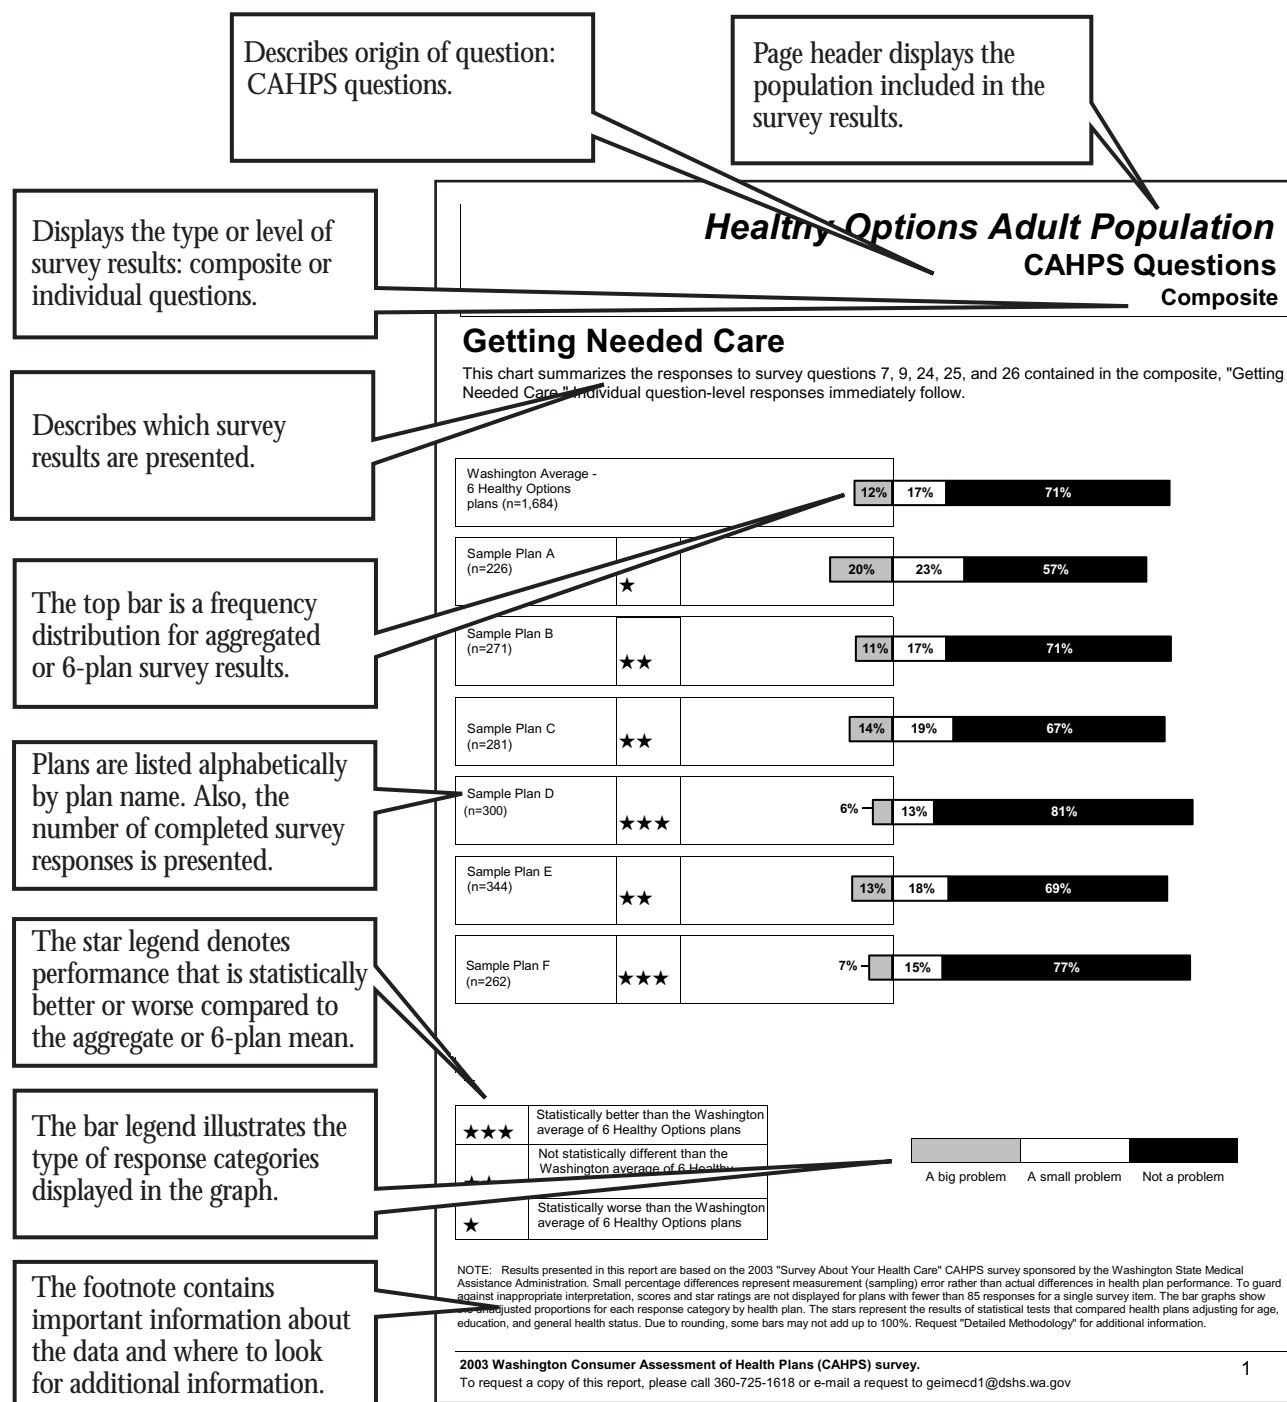 Describes origin of question:
CAHPS questions.
Page header displays the
population included in the
survey results.
Displays the type or level of
survey results: composite or
individual questions.
Describes which survey
results are presented.
The top bar is a frequency
distribution for aggregated
or 6-plan survey results.
Plans are listed alphabetically
by plan name. Also, the
number of completed survey
responses is presented.
The star legend denotes
performance that is statistically
better or worse compared to
the aggregate or 6-plan mean.
The bar legend illustrates the
type of response categories
displayed in the graph.
The footnote contains
important information about
the data and where to look
for additional information.
Healthy Options Adult Population
CAHPS Questions
Composite
Getting Needed Care
This chart summarizes the responses to survey questions 7, 9, 24, 25, and 26 contained in the composite, "Getting
Needed Care." Individual question-level responses immediately follow.
Washington Average -
6 Healthy Options
plans (n=1,684)
12% 17% 71%
Sample Plan A
(n=226)
★
20% 23% 57%
Sample Plan B
(n=271)
★★
11% 17% 71%
Sample Plan C
(n=281)
★★
14% 19% 67%
Sample Plan D
(n=300)
★★★
6% 13% 81%
Sample Plan E
(n=344)
★★
13% 18% 69%
Sample Plan F
(n=262)
★★★
7% 15% 77%
★★★ Statistically better than the Washington
average of 6 Healthy Options plans
★★ Not statistically different than the
Washington average of 6 Healthy
★ Statistically worse than the Washington
average of 6 Healthy Options plans
A big problem A small problem Not a problem
NOTE: Results presented in this report are based on the 2003 "Survey About Your Health Care" CAHPS survey sponsored by the Washington State Medical
Assistance Administration. Small percentage differences represent measurement (sampling) error rather than actual differences in health plan performance. To guard
against inappropriate interpretation, scores and star ratings are not displayed for plans with fewer than 85 responses for a single survey item. The bar graphs show
the unadjusted proportions for each response category by health plan. The stars represent the results of statistical tests that compared health plans adjusting for age,
education, and general health status. Due to rounding, some bars may not add up to 100%. Request "Detailed Methodology" for additional information.
2003 Washington Consumer Assessment of Health Plans (CAHPS) survey.
To request a copy of this report, please call 360-725-1618 or e-mail a request to geimecd1@dshs.wa.gov
1